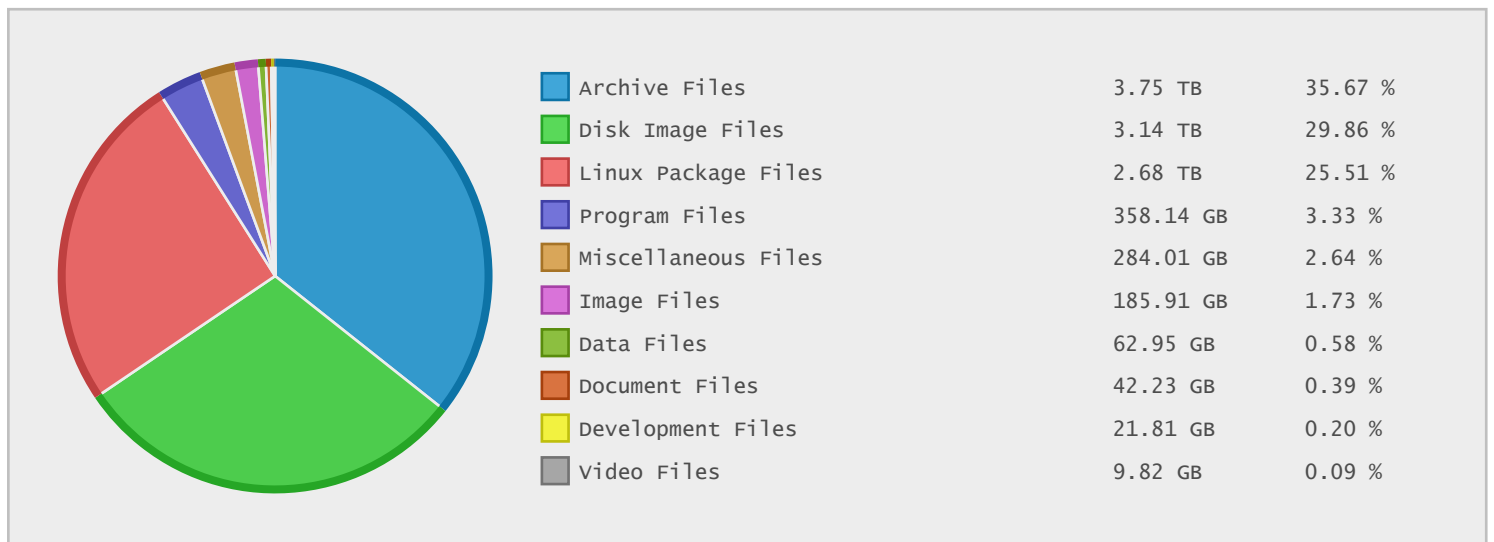 Archive Files 3.75 TB 35.67 %
Disk Image Files 3.14 TB 29.86 %
Linux Package Files 2.68 TB 25.51 %
Program Files 358.14 GB 3.33 %
Miscellaneous Files 284.01 GB 2.64 %
Image Files 185.91 GB 1.73 %
Data Files 62.95 GB 0.58 %
Document Files 42.23 GB 0.39 %
Development Files 21.81 GB 0.20 %
Video Files 9.82 GB 0.09 %